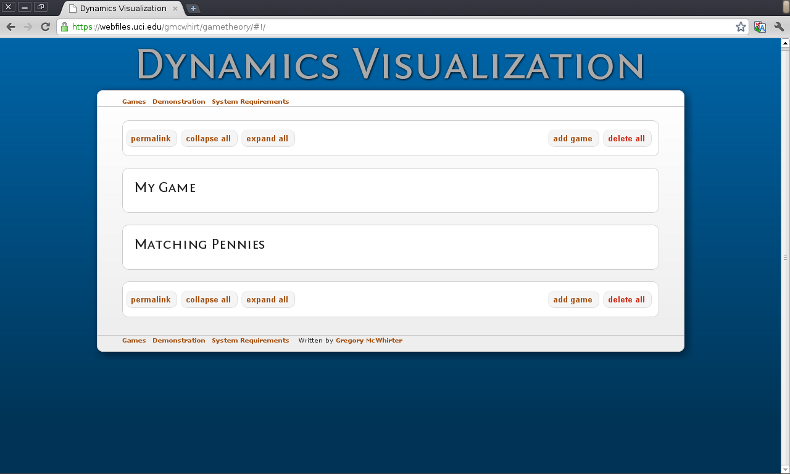 Dynamics Visualization
https://webfiles.uci.edu/gmcwhirt/gametheory/#!/
Dynamics Visualization
Games Demonstration System Requirements
permalink collapse all expand all add game delete all
My Game
Matching Pennies
permalink collapse all expand all add game delete all
Games Demonstration System Requirements Written by Gregory McWhirter